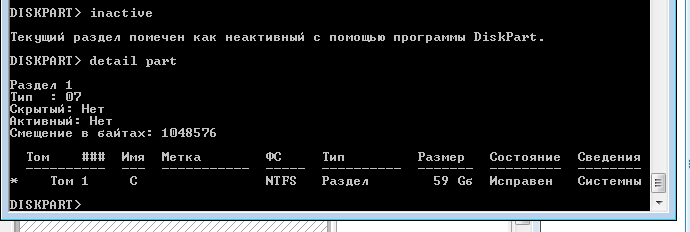 DISKPART> inactive
Текущий раздел помечен как неактивный с помощью программы DiskPart.
DISKPART> detail part
Раздел 1
Тип  : 07
Скрытый: Нет
Активный: Нет
Смещение в байтах: 1048576
Том    ###  Имя  Метка        ФС     Тип         Размер   Состояние  Сведения
----------  ---  -----------  -----  ----------  -------  ---------  --------
*     Том 1     C                NTFS   Раздел        59 Gб  Исправен   Системны
DISKPART>